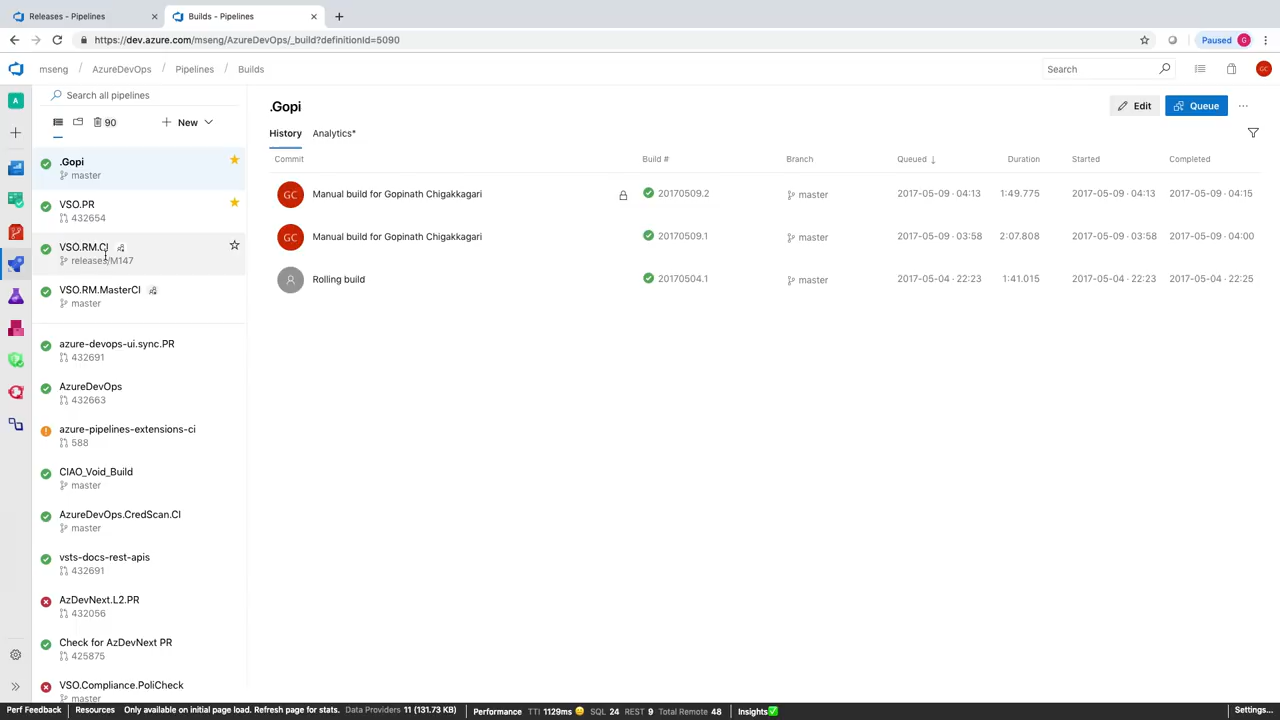 Releases - Pipelines
Builds - Pipelines
https://dev.azure.com/mseng/AzureDevOps/_build?definitionId=5090
Paused
G
mseng / AzureDevOps / Pipelines / Builds
Search
GC
A
Search all pipelines
90
New
.Gopi
master
VSO.PR
432654
VSO.RM.CI
releases/M147
VSO.RM.MasterCI
master
azure-devops-ui.sync.PR
432691
AzureDevOps
432663
azure-pipelines-extensions-ci
588
CIAO_Void_Build
master
AzureDevOps.CredScan.CI
master
vsts-docs-rest-apis
432691
AzDevNext.L2.PR
432056
Check for AzDevNext PR
425875
VSO.Compliance.PoliCheck
master
.Gopi
Edit
Queue
History
Analytics*
Commit Build # Branch Queued ↓ Duration Started Completed
GC Manual build for Gopinath Chigakkagari 20170509.2 master 2017-05-09 · 04:13 1:49.775 2017-05-09 · 04:13 2017-05-09 · 04:15
GC Manual build for Gopinath Chigakkagari 20170509.1 master 2017-05-09 · 03:58 2:07.808 2017-05-09 · 03:58 2017-05-09 · 04:00
Rolling build 20170504.1 master 2017-05-04 · 22:23 1:41.015 2017-05-04 · 22:23 2017-05-04 · 22:25
Perf Feedback Resources Only available on initial page load. Refresh page for stats. Data Providers 11 (131.73 KB) Performance TTI 1129ms SQL 24 REST 9 Total Remote 48 Insights Settings...